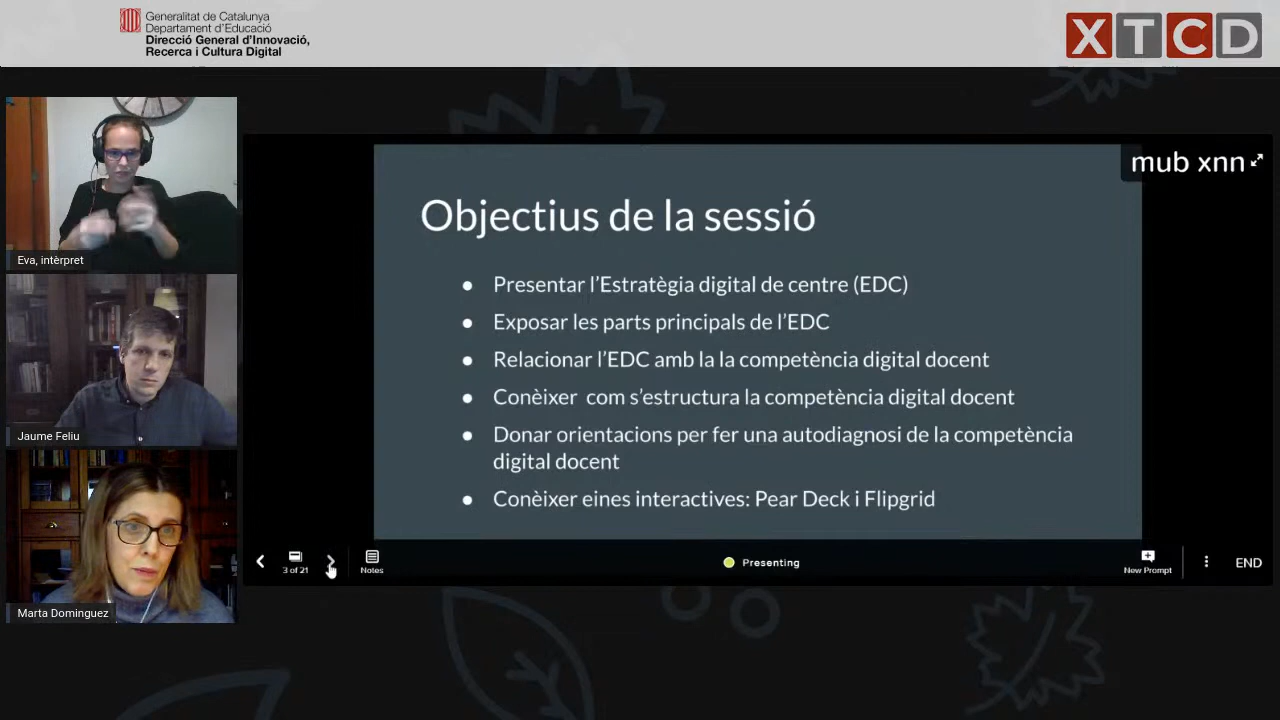 Generalitat de Catalunya
Departament d'Educació
Direcció General d'Innovació,
Recerca i Cultura Digital
XTCD
Eva, intèrpret
Jaume Feliu
Marta Dominguez
mub xnn
Objectius de la sessió
● Presentar l'Estratègia digital de centre (EDC)
● Exposar les parts principals de l'EDC
● Relacionar l'EDC amb la la competència digital docent
● Conèixer com s'estructura la competència digital docent
● Donar orientacions per fer una autodiagnosi de la competència
digital docent
● Conèixer eines interactives: Pear Deck i Flipgrid
3 of 21
Notes
Presenting
New Prompt
END